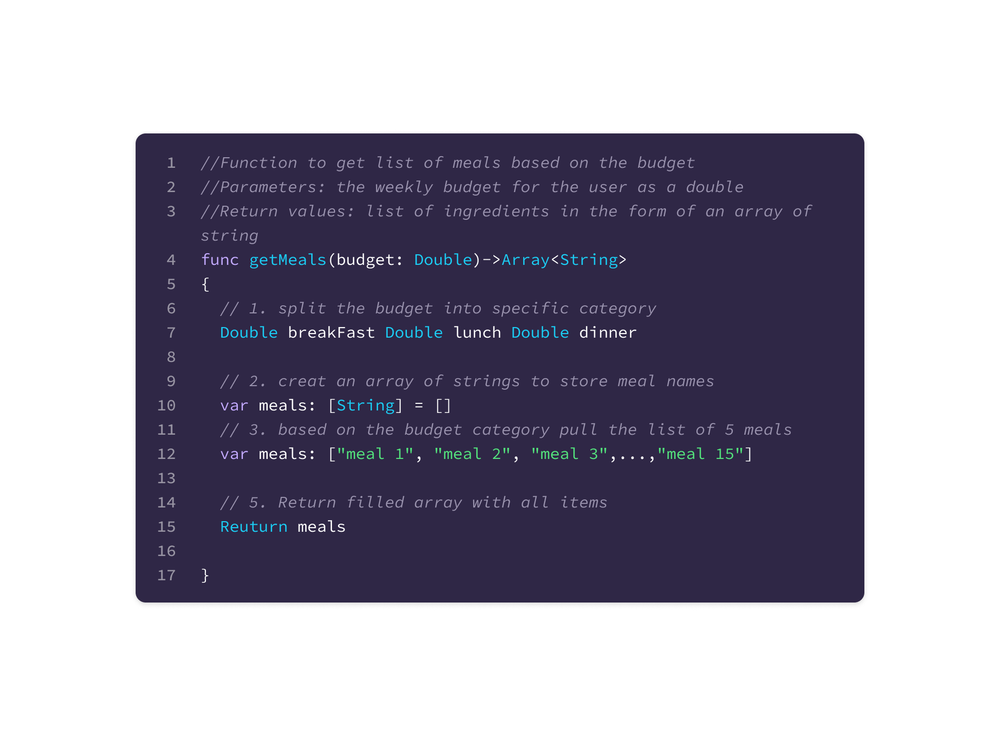 1 //Function to get list of meals based on the budget
2 //Parameters: the weekly budget for the user as a double
3 //Return values: list of ingredients in the form of an array of
string
4 func getMeals(budget: Double)->Array<String>
5 {
6 // 1. split the budget into specific category
7 Double breakFast Double lunch Double dinner
8
9 // 2. creat an array of strings to store meal names
10 var meals: [String] = []
11 // 3. based on the budget category pull the list of 5 meals
12 var meals: ["meal 1", "meal 2", "meal 3",...,"meal 15"]
13
14 // 5. Return filled array with all items
15 Reuturn meals
16
17 }